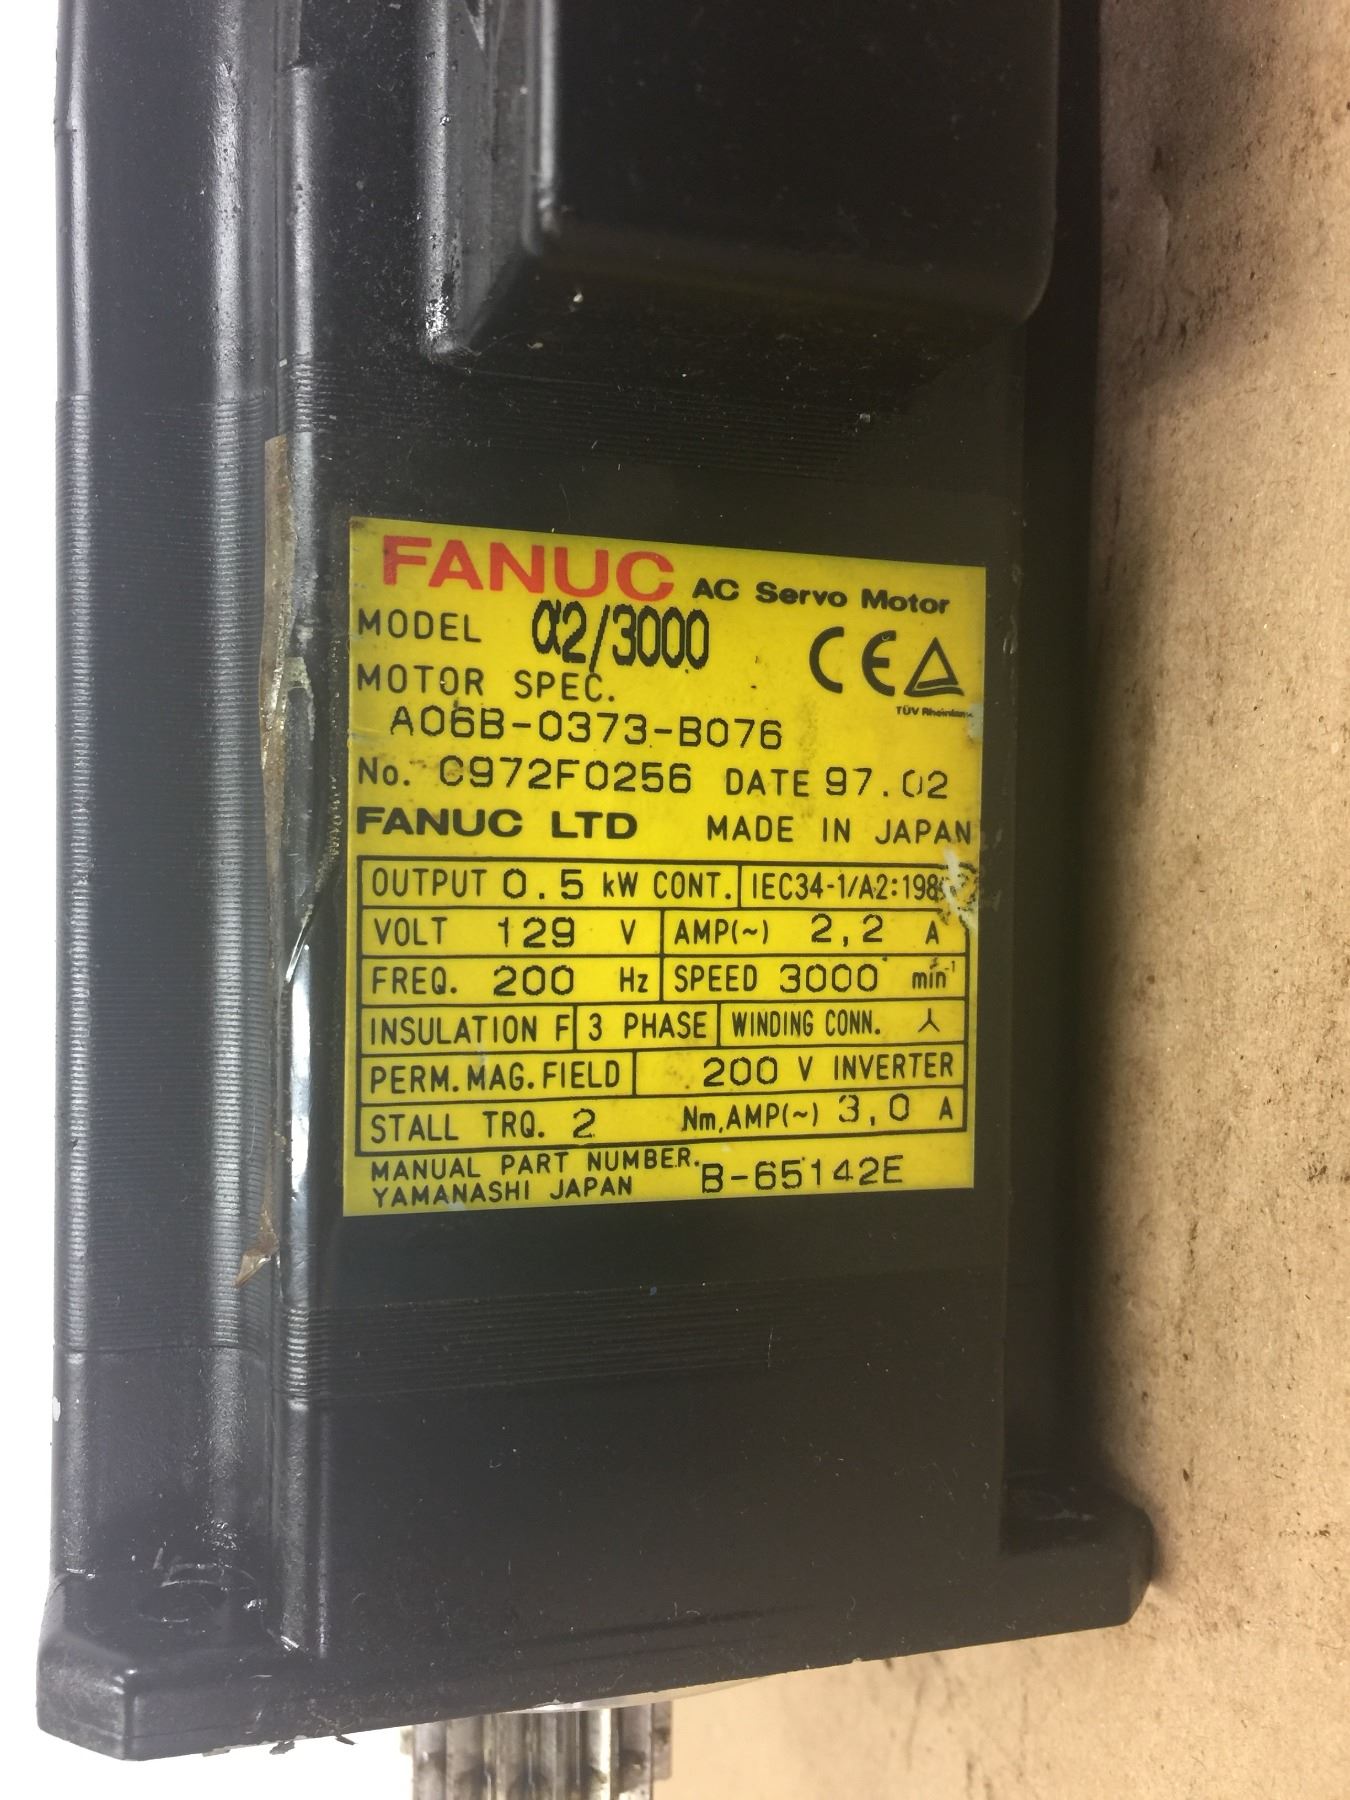 FANUC AC Servo Motor
MODEL α2/3000
CE
MOTOR SPEC.
TÜV Rheinland
A06B-0373-B076
No. C972F0256 DATE 97.02
FANUC LTD MADE IN JAPAN
OUTPUT 0.5 kW CONT. IEC34-1/A2:198
VOLT 129 V AMP(~) 2,2 A
FREQ. 200 Hz SPEED 3000 min-1
INSULATION F 3 PHASE WINDING CONN.
PERM.MAG.FIELD 200 V INVERTER
STALL TRQ. 2 Nm,AMP(~) 3,0 A
MANUAL PART NUMBER. B-65142E
YAMANASHI JAPAN